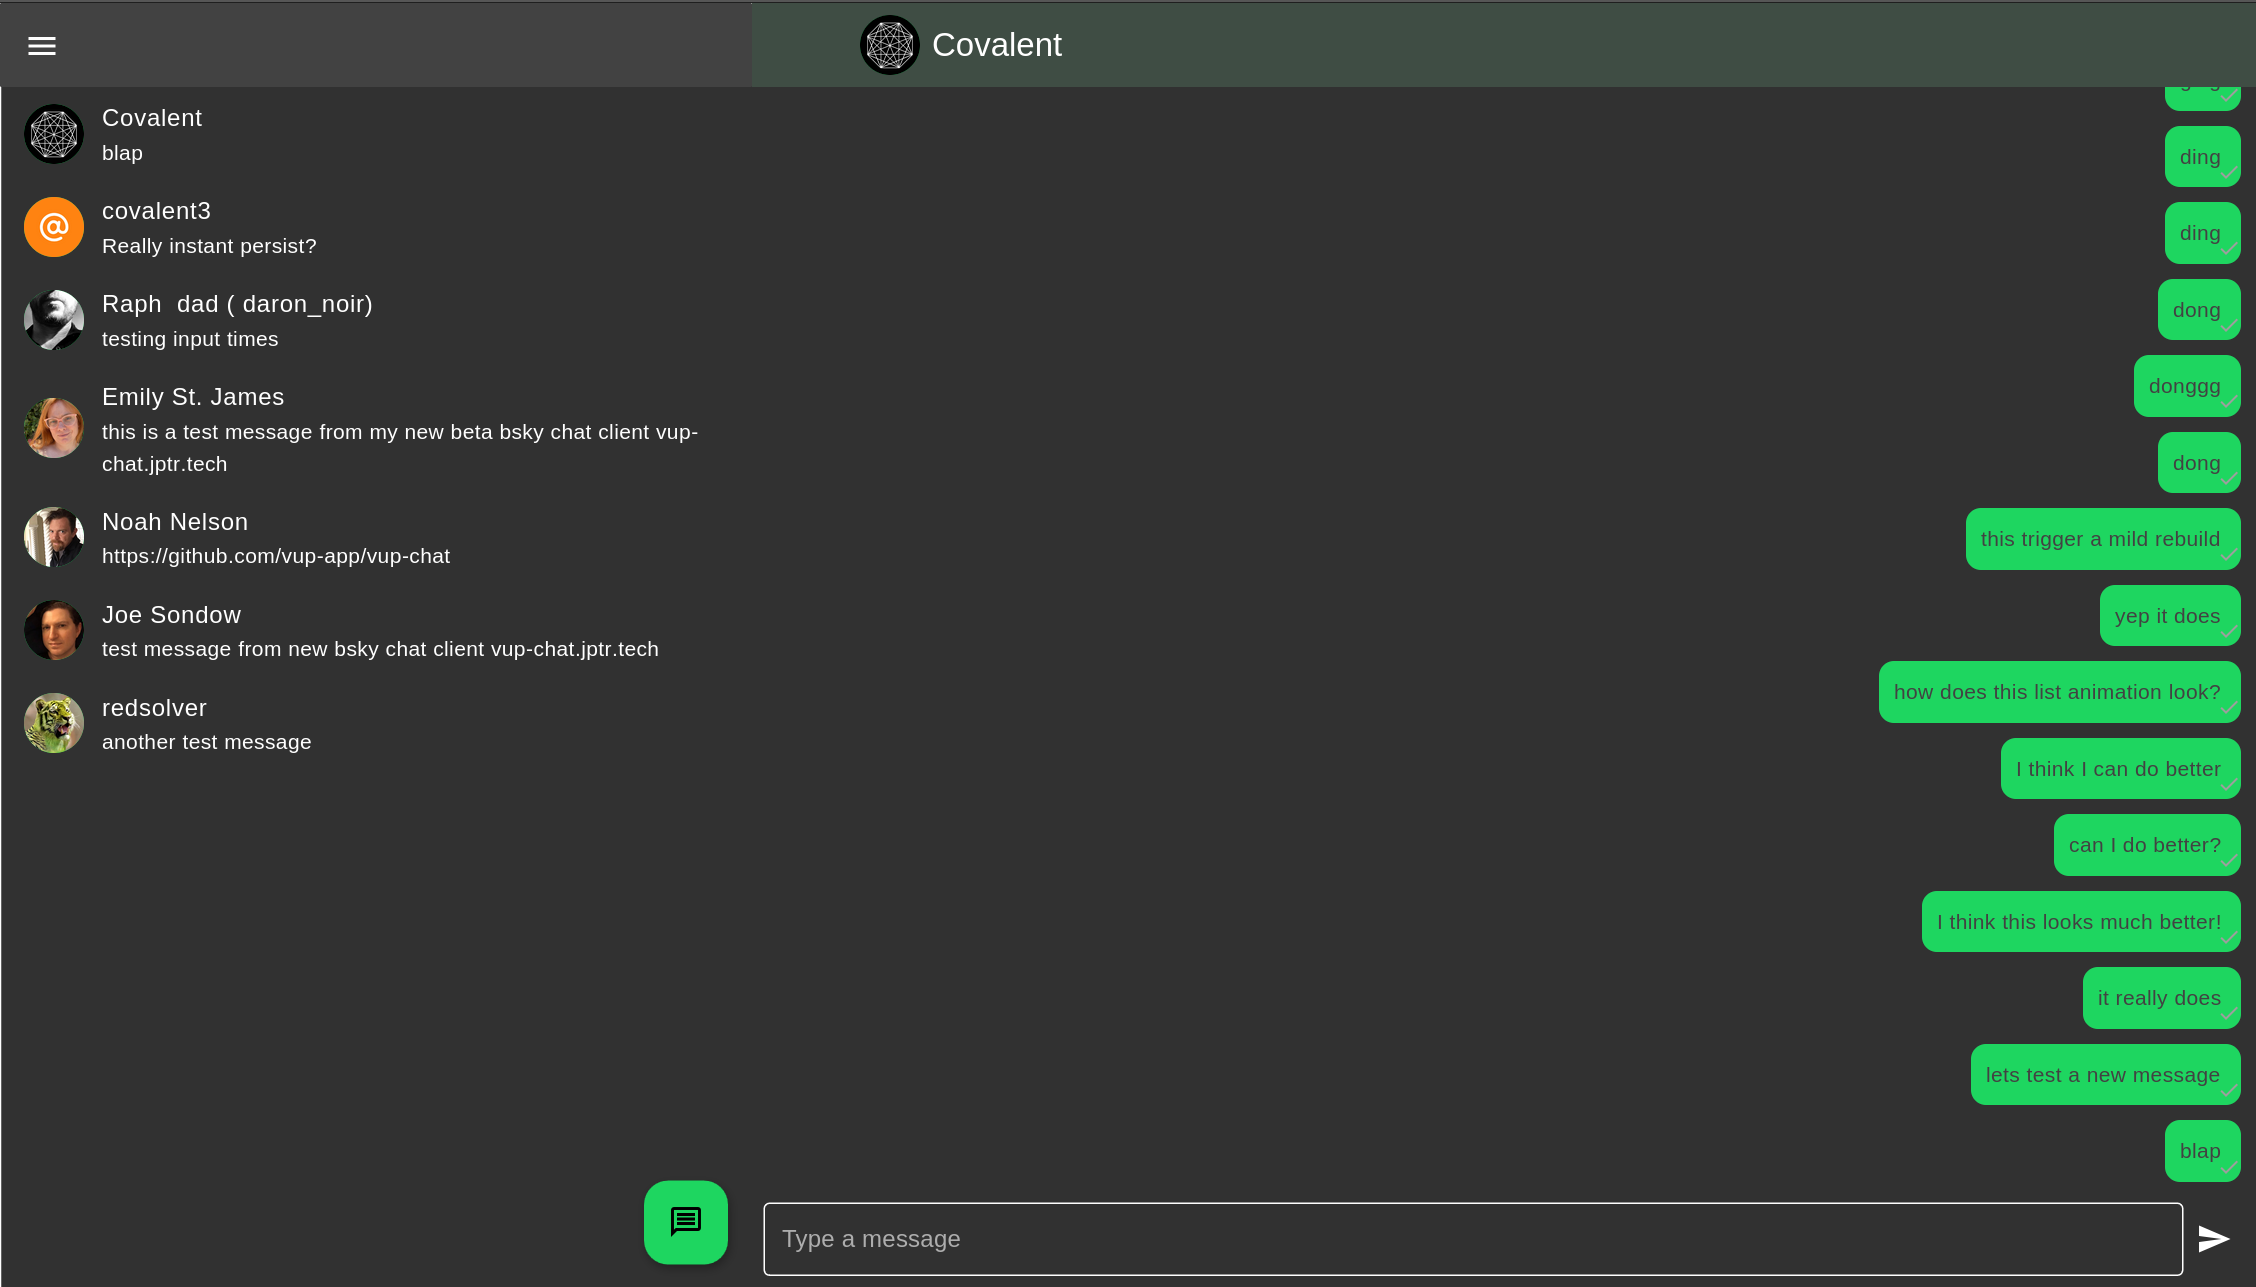 Covalent
Covalent
blap
covalent3
Really instant persist?
Raph  dad ( daron_noir)
testing input times
Emily St. James
this is a test message from my new beta bsky chat client vup-
chat.jptr.tech
Noah Nelson
https://github.com/vup-app/vup-chat
Joe Sondow
test message from new bsky chat client vup-chat.jptr.tech
redsolver
another test message
ding
ding
dong
donggg
dong
this trigger a mild rebuild
yep it does
how does this list animation look?
I think I can do better
can I do better?
I think this looks much better!
it really does
lets test a new message
blap
Type a message